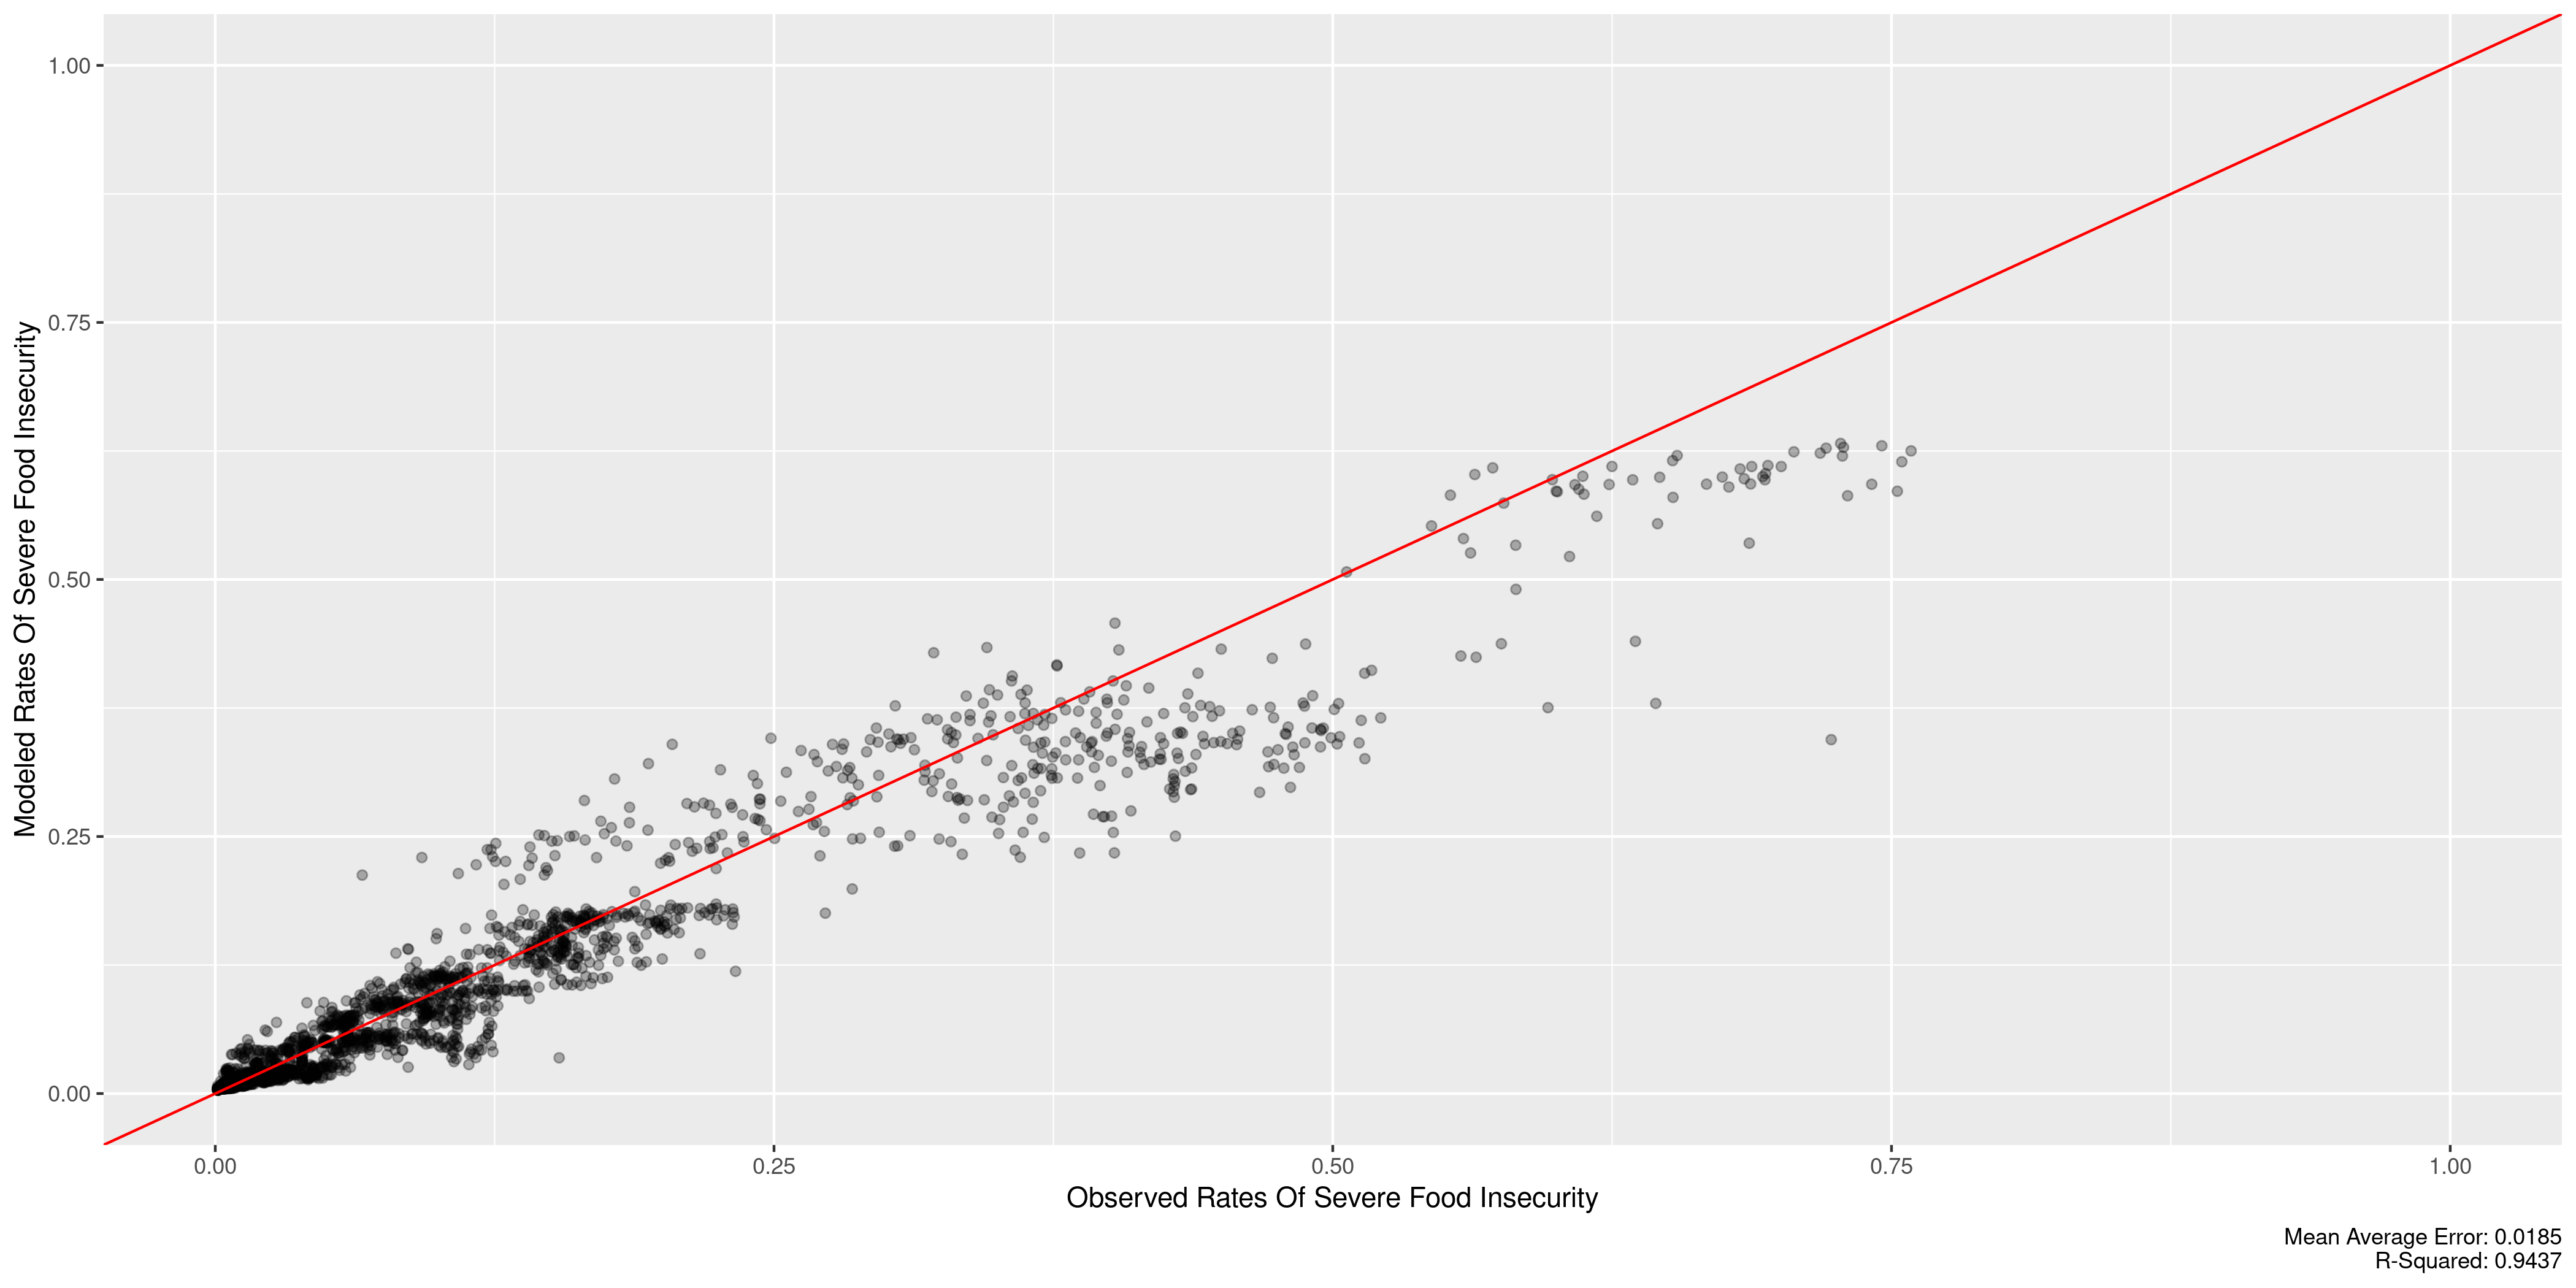 Modeled Rates Of Severe Food Insecurity
1.00
0.75
0.50
0.25
0.00
0.00
0.25
0.50
0.75
1.00
Observed Rates Of Severe Food Insecurity
Mean Average Error: 0.0185
R-Squared: 0.9437